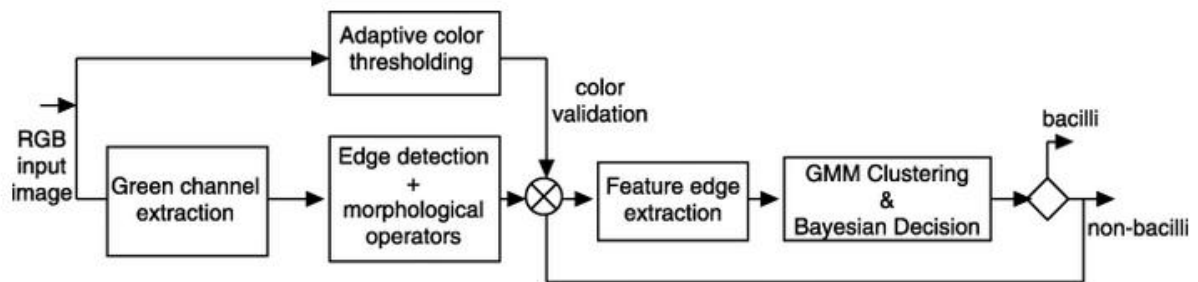 RGB
input
image
Adaptive color
thresholding
color
validation
Green channel
extraction
Edge detection
+
morphological
operators
Feature edge
extraction
GMM Clustering
&
Bayesian Decision
bacilli
non-bacilli